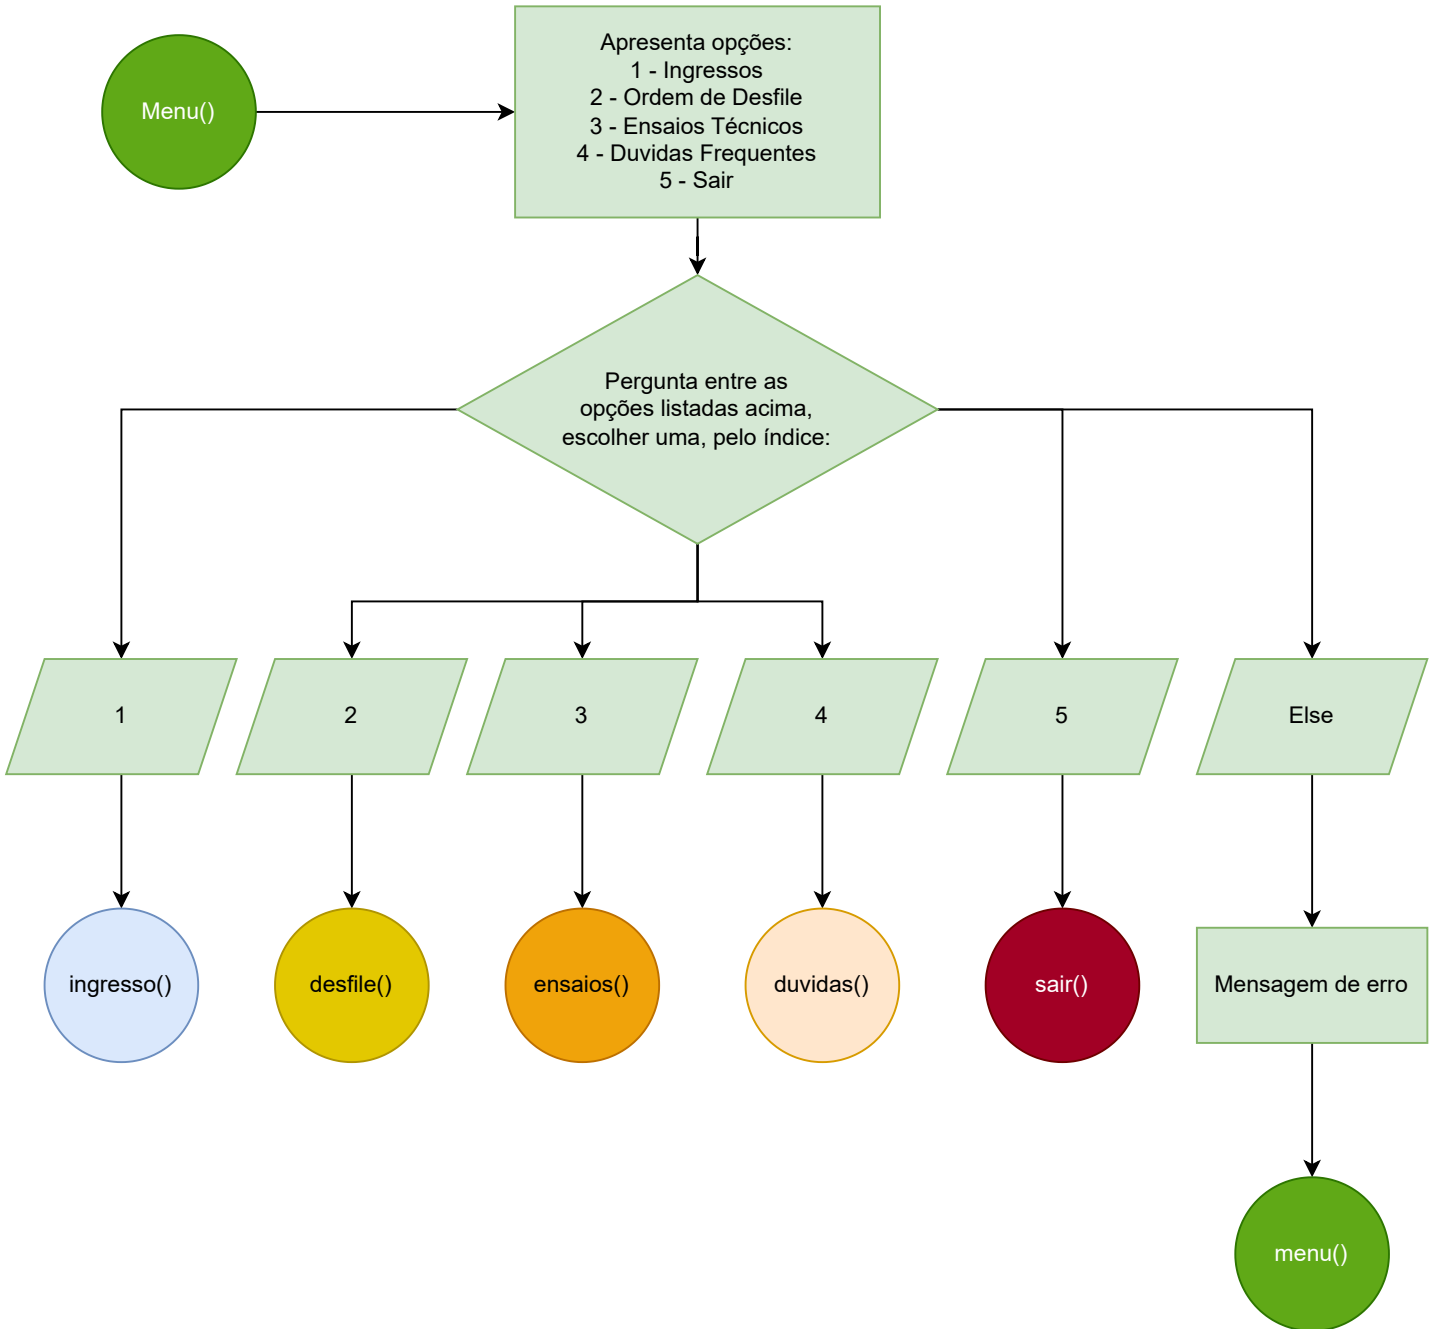 Menu()
Apresenta opções:
1 - Ingressos
2 - Ordem de Desfile
3 - Ensaios Técnicos
4 - Duvidas Frequentes
5 - Sair
Pergunta entre as
opções listadas acima,
escolher uma, pelo índice:
1
2
3
4
5
Else
ingresso()
desfile()
ensaios()
duvidas()
sair()
Mensagem de erro
menu()